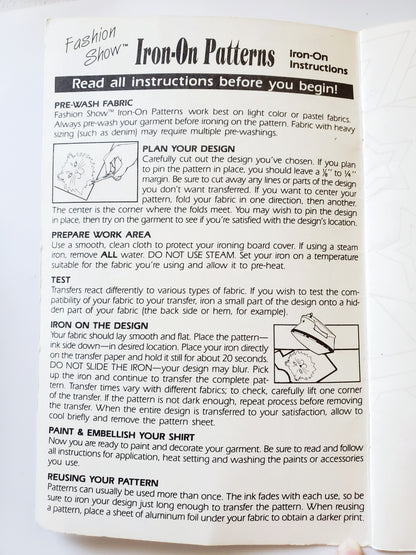 Fashion
Show™
Iron-On Patterns
Iron-On
Instructions
Read all instructions before you begin!
PRE-WASH FABRIC
Fashion Show™ Iron-On Patterns work best on light color or pastel fabrics.
Always pre-wash your garment before ironing on the pattern. Fabric with heavy
sizing (such as denim) may require multiple pre-washings.
PLAN YOUR DESIGN
Carefully cut out the design you've chosen. If you plan
to pin the pattern in place, you should leave a ⅛" to ¼"
margin. Be sure to cut away any lines or parts of the design
you don't want transferred. If you want to center your
pattern, fold your fabric in one direction, then another.
The center is the corner where the folds meet. You may wish to pin the design
in place, then try on the garment to see if you're satisfied with the design's location.
PREPARE WORK AREA
Use a smooth, clean cloth to protect your ironing board cover. If using a steam
iron, remove ALL water. DO NOT USE STEAM. Set your iron on a temperature
suitable for the fabric you're using and allow it to pre-heat.
TEST
Transfers react differently to various types of fabric. If you wish to test the com-
patibility of your fabric to your transfer, iron a small part of the design onto a hid-
den part of your fabric (the back side or hem, for example).
IRON ON THE DESIGN
Your fabric should lay smooth and flat. Place the pattern—
ink side down—in desired location. Place your iron directly
on the transfer paper and hold it still for about 20 seconds.
DO NOT SLIDE THE IRON—your design may blur. Pick
up the iron and continue to transfer the complete pat-
tern. Transfer times vary with different fabrics; to check, carefully lift one corner
of the transfer. If the pattern is not dark enough, repeat process before removing
the transfer. When the entire design is transferred to your satisfaction, allow to
cool briefly and remove the pattern sheet.
PAINT & EMBELLISH YOUR SHIRT
Now you are ready to paint and decorate your garment. Be sure to read and follow
all instructions for application, heat setting and washing the paints or accessories
you use.
REUSING YOUR PATTERN
Patterns can usually be used more than once. The ink fades with each use, so be
sure to iron your design just long enough to transfer the pattern. When reusing
a pattern, place a sheet of aluminum foil under your fabric to obtain a darker print.